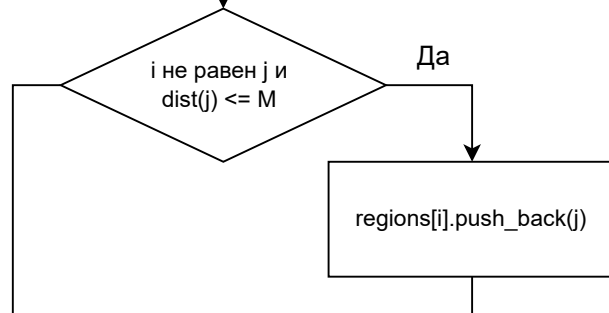 i не равен j и
dist(j) <= M
Да
regions[i].push_back(j)